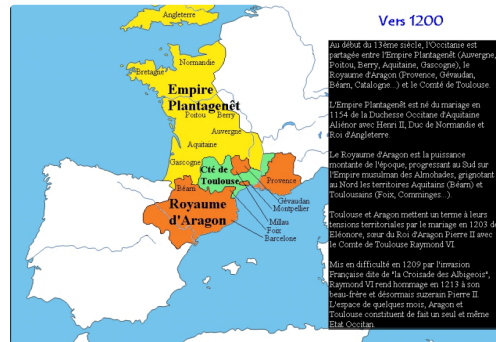 Vers 1200
Angleterre
Normandie
Bretagne
Empire
Plantagenêt
Poitou
Berry
Auvergne
Aquitaine
Gascogne
Cté de
Toulouse
Provence
Béarn
Royaume
d'Aragon
Gévaudan
Montpellier
Millau
Foix
Barcelone
Au début du 13ème siècle, l'Occitanie est
partagée entre l'Empire Plantagenêt (Auvergne,
Poitou, Berry, Aquitaine, Gascogne), le
Royaume d'Aragon (Provence, Gévaudan,
Béarn, Catalogne...) et le Comté de Toulouse.
L'Empire Plantagenêt est né du mariage en
1154 de la Duchesse Occitane d'Aquitaine
Aliénor avec Henri II, Duc de Normandie et
Roi d'Angleterre.
Le Royaume d'Aragon est la puissance
montante de l'époque, progressant au Sud sur
l'Empire musulman des Almohades, grignotant
au Nord les territoires Aquitains (Béarn) et
Toulousains (Foix, Comminges...).
Toulouse et Aragon mettent un terme à leurs
tensions territoriales par le mariage en 1203 de
Eléonore, sœur du Roi d'Aragon Pierre II avec
le Comte de Toulouse Raymond VI.
Mis en difficulté en 1209 par l'invasion
Française dite de "la Croisade des Albigeois",
Raymond VI rend hommage en 1213 à son
beau-frère et désormais suzerain Pierre II.
L'espace de quelques mois, Aragon et
Toulouse constituent de fait un seul et même
Etat Occitan.